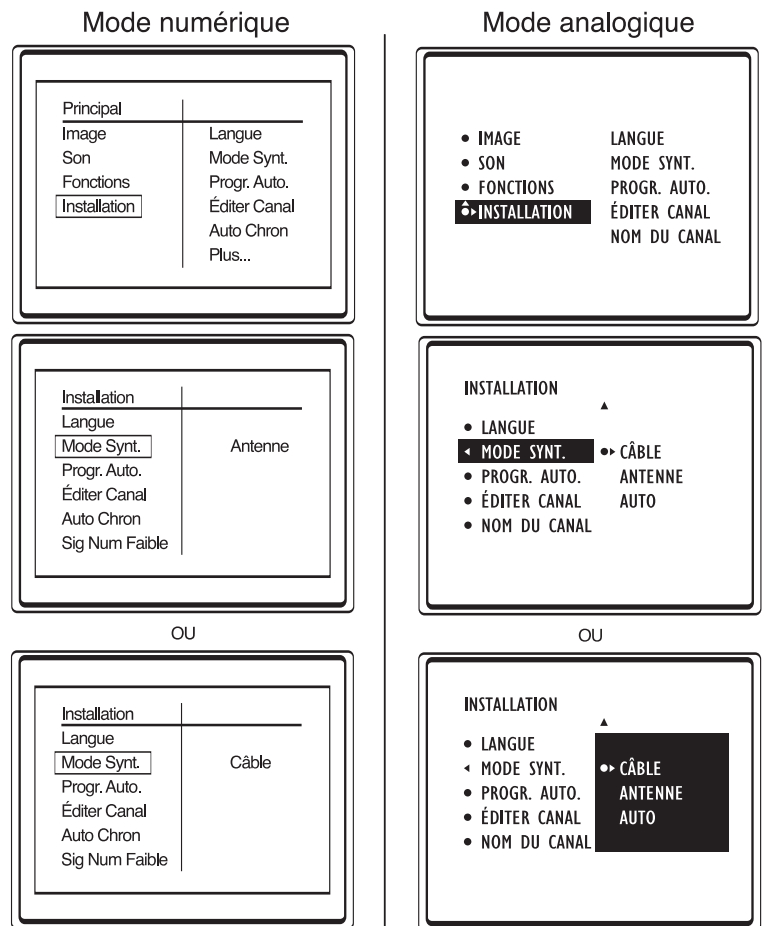 Mode numérique
Principal
Image Langue
Son Mode Synt.
Fonctions Progr. Auto.
Installation Éditer Canal
Auto Chron
Plus...
Installation
Langue
Mode Synt. Antenne
Progr. Auto.
Éditer Canal
Auto Chron
Sig Num Faible
OU
Installation
Langue
Mode Synt. Câble
Progr. Auto.
Éditer Canal
Auto Chron
Sig Num Faible
Mode analogique
IMAGE LANGUE
SON MODE SYNT.
FONCTIONS PROGR. AUTO.
INSTALLATION ÉDITER CANAL
NOM DU CANAL
INSTALLATION
LANGUE
MODE SYNT. CÂBLE
PROGR. AUTO. ANTENNE
ÉDITER CANAL AUTO
NOM DU CANAL
OU
INSTALLATION
LANGUE
MODE SYNT. CÂBLE
PROGR. AUTO. ANTENNE
ÉDITER CANAL AUTO
NOM DU CANAL